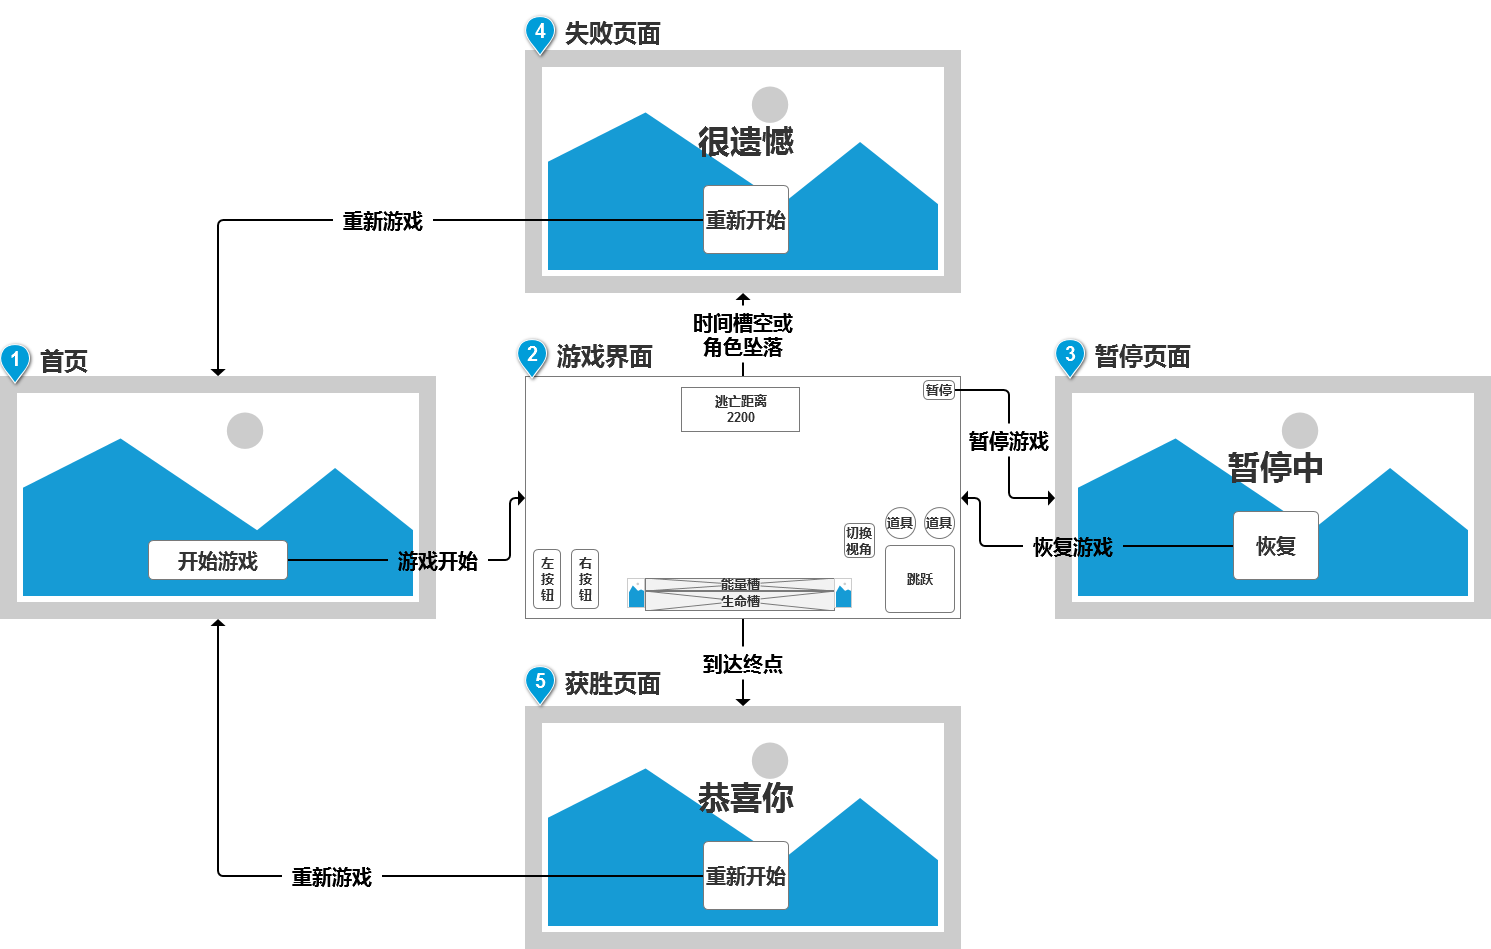 4
失败页面
很遗憾
重新开始
重新游戏
时间槽空或
角色坠落
1
首页
开始游戏
游戏开始
2
游戏界面
暂停
逃亡距离
2200
道具
道具
切换
视角
跳跃
左
按
钮
右
按
钮
能量槽
生命槽
3
暂停页面
暂停游戏
暂停中
恢复游戏
恢复
到达终点
5
获胜页面
恭喜你
重新开始
重新游戏